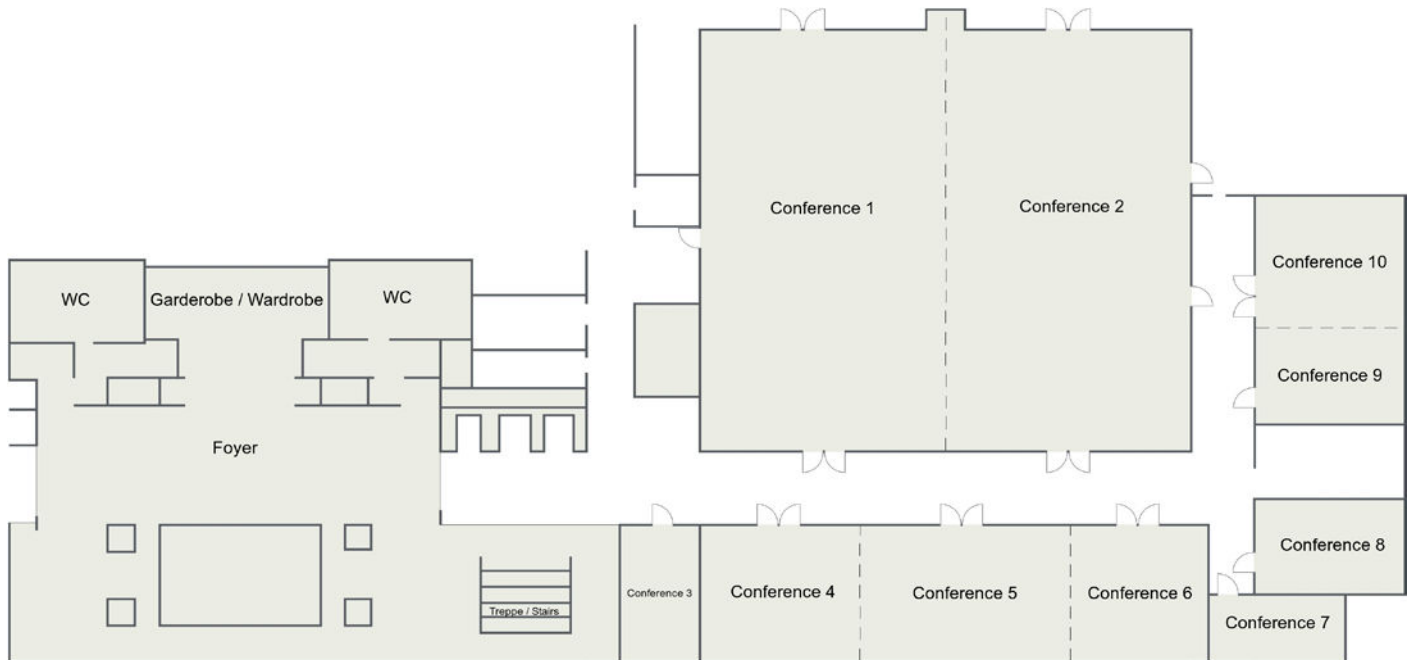 Conference 1
Conference 2
Conference 10
WC
Garderobe / Wardrobe
WC
Conference 9
Foyer
Conference 8
Conference 3
Conference 4
Conference 5
Conference 6
Treppe / Stairs
Conference 7